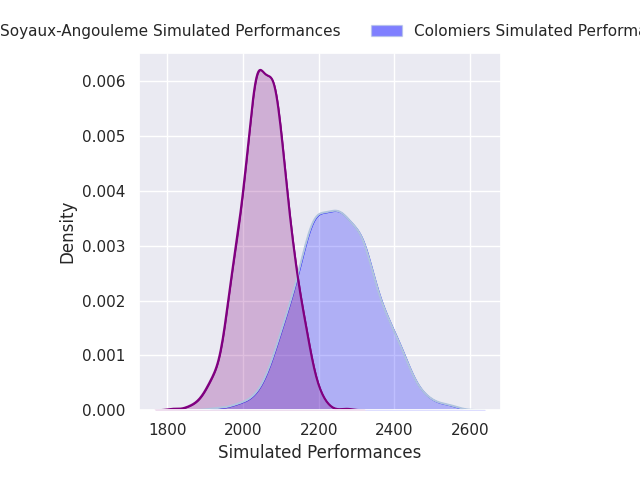 Soyaux-Angouleme Simulated Performances
Colomiers Simulated
0.006
0.005
0.004
0.003
0.002
0.001
0.000
Density
1800 2000 2200 2400 2600
Simulated Performances